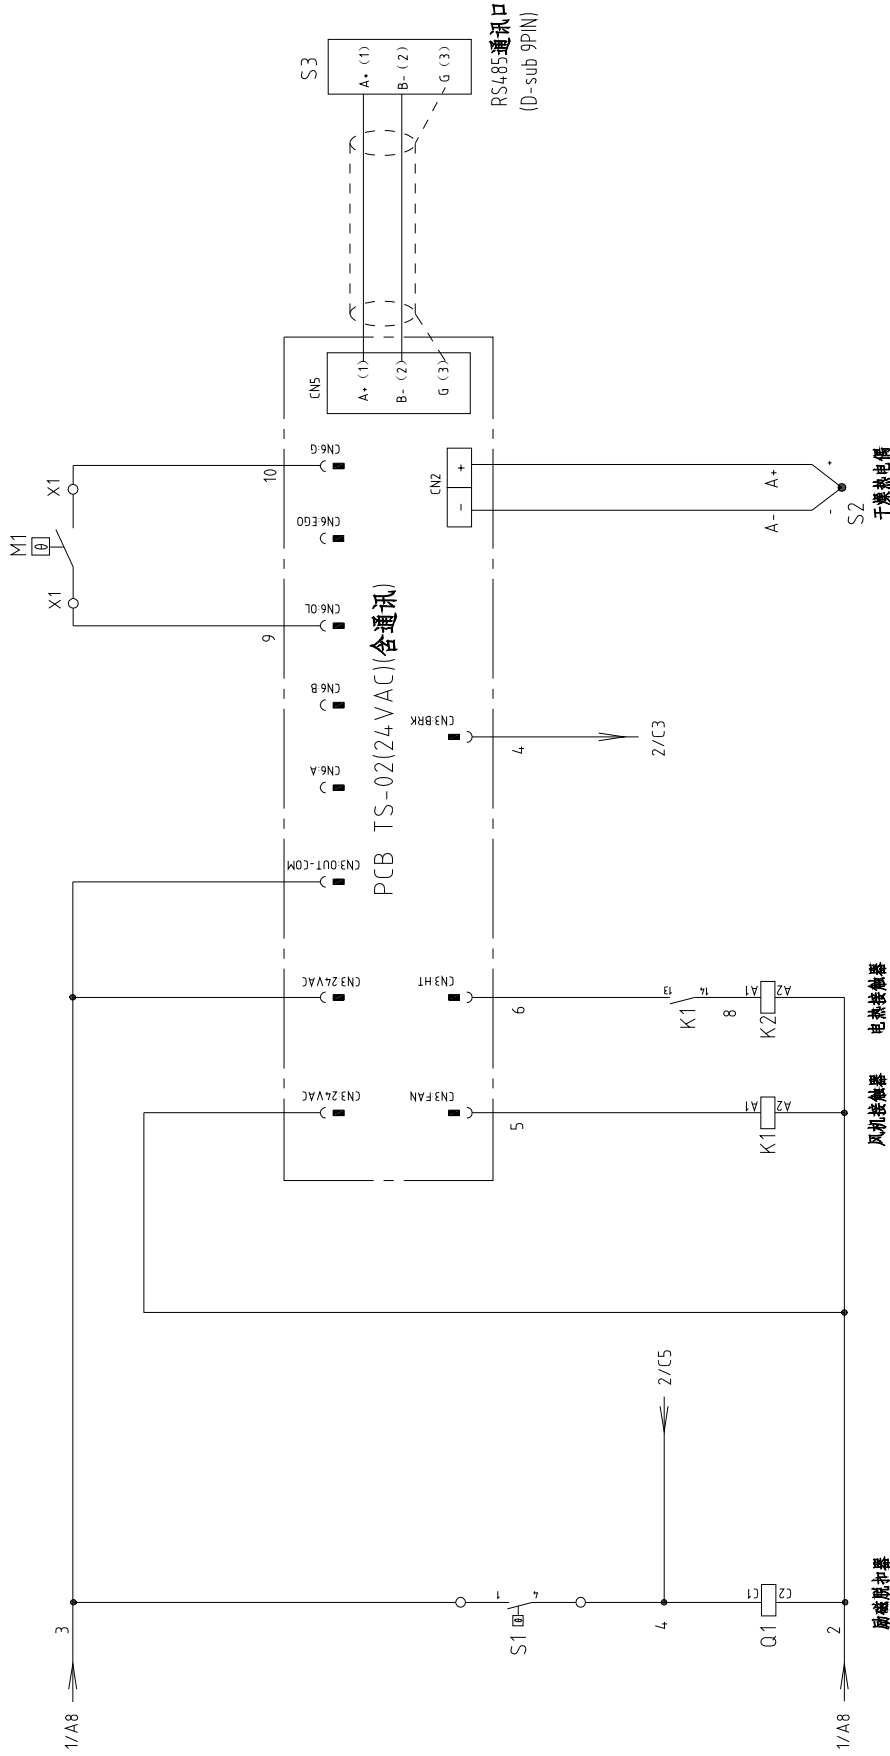 1/A8
3
S1
1
4
4
2/C5
Q1
C1
C2
2
1/A8
励磁脱扣器
CN3:24VAC
CN3:FAN
5
K1
A1
A2
风机接触器
CN3:24VAC
CN3:HT
6
K1
13
14
8
K2
A1
A2
电热接触器
CN3:OUT-COM
PCB TS-02(24VAC)(含通讯)
CN6:A
CN6:B
CN3:BRK
4
2/C3
CN6:OL
9
X1
M1
θ
X1
CN6:EGO
CN6:G
10
CN2
- +
A-
A+
-
+
S2
干燥热电偶
CN5
A+ (1)
B- (2)
G (3)
S3
A+ (1)
B- (2)
G (3)
RS485通讯口
(D-sub 9PIN)